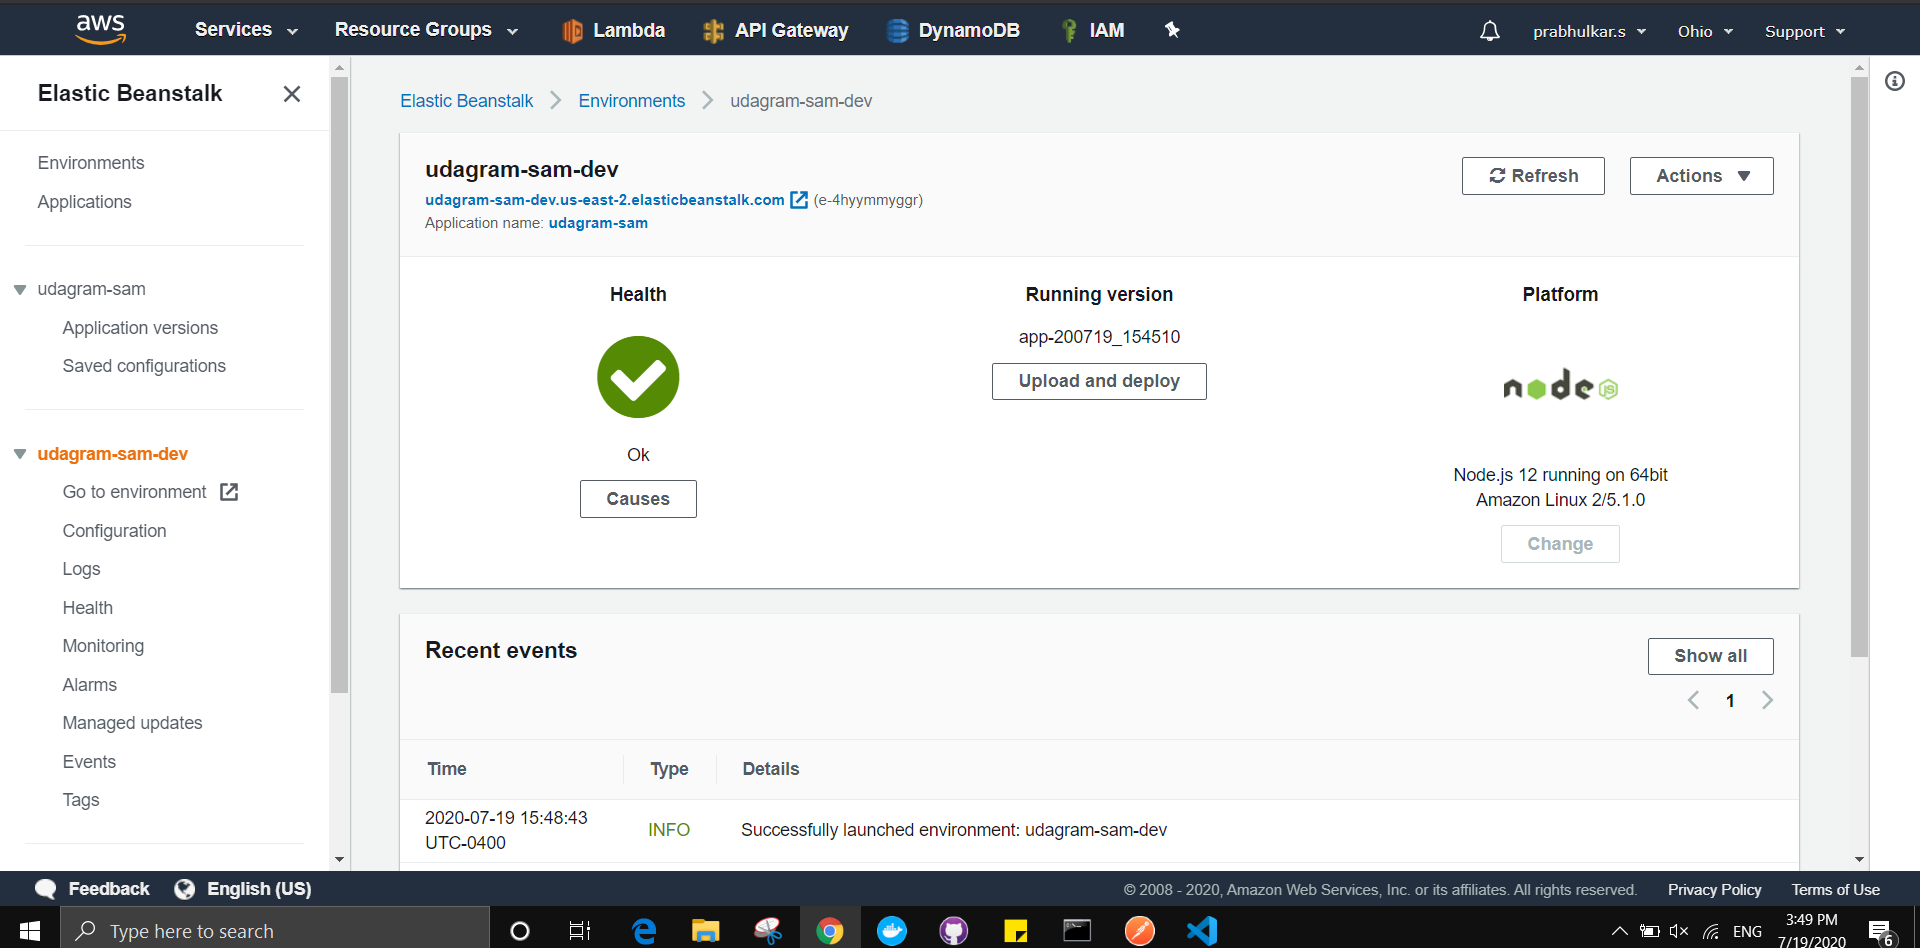 aws
Services
Resource Groups
Lambda
API Gateway
DynamoDB
IAM
prabhulkar.s
Ohio
Support
Elastic Beanstalk
Environments
Applications
udagram-sam
Application versions
Saved configurations
udagram-sam-dev
Go to environment
Configuration
Logs
Health
Monitoring
Alarms
Managed updates
Events
Tags
Elastic Beanstalk
Environments
udagram-sam-dev
udagram-sam-dev
Refresh
Actions
udagram-sam-dev.us-east-2.elasticbeanstalk.com (e-4hyymmyggr)
Application name: udagram-sam
Health
Ok
Causes
Running version
app-200719_154510
Upload and deploy
Platform
node JS
Node.js 12 running on 64bit
Amazon Linux 2/5.1.0
Change
Recent events
Show all
1
Time
Type
Details
2020-07-19 15:48:43
UTC-0400
INFO
Successfully launched environment: udagram-sam-dev
Feedback
English (US)
© 2008 - 2020, Amazon Web Services, Inc. or its affiliates. All rights reserved.
Privacy Policy
Terms of Use
Type here to search
ENG
3:49 PM
7/19/2020
6